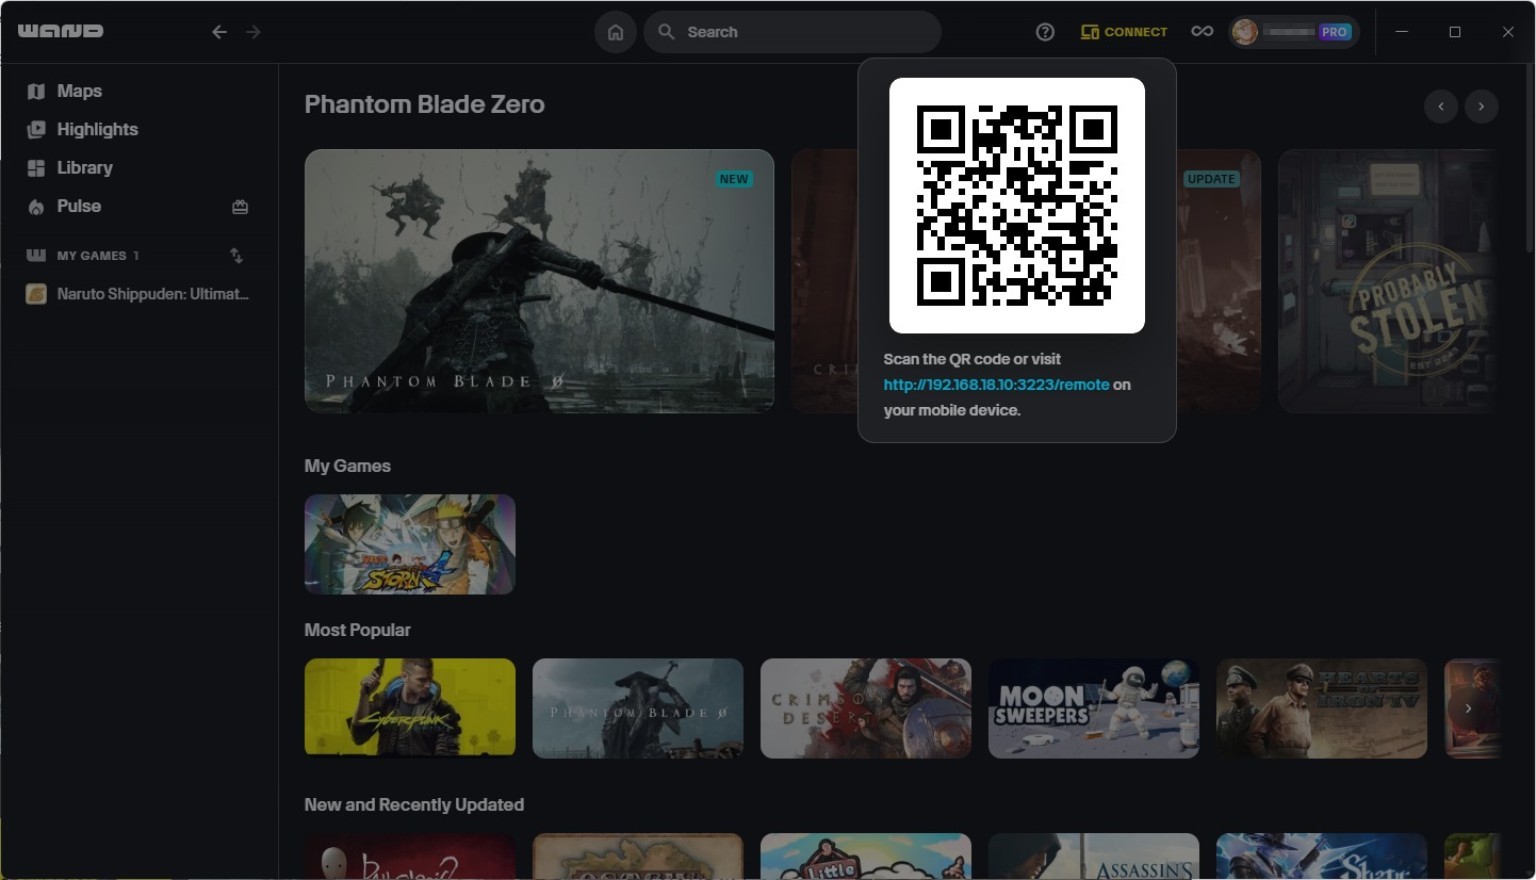 WAND
Search
CONNECT
PRO
Maps
Highlights
Library
Pulse
MY GAMES 1
Naruto Shippuden: Ultimat...
Phantom Blade Zero
NEW
PHANTOM BLADE 0
UPDATE
PROBABLY
STOLEN
Scan the QR code or visit
http://192.168.18.10:3223/remote on
your mobile device.
My Games
STORM 4
Most Popular
CYBERPUNK
PHANTOM BLADE 0
CRIMSON
DESERT
MOON
SWEEPERS
HEARTS
OF
IRON IV
New and Recently Updated
Little
ASSASSINS